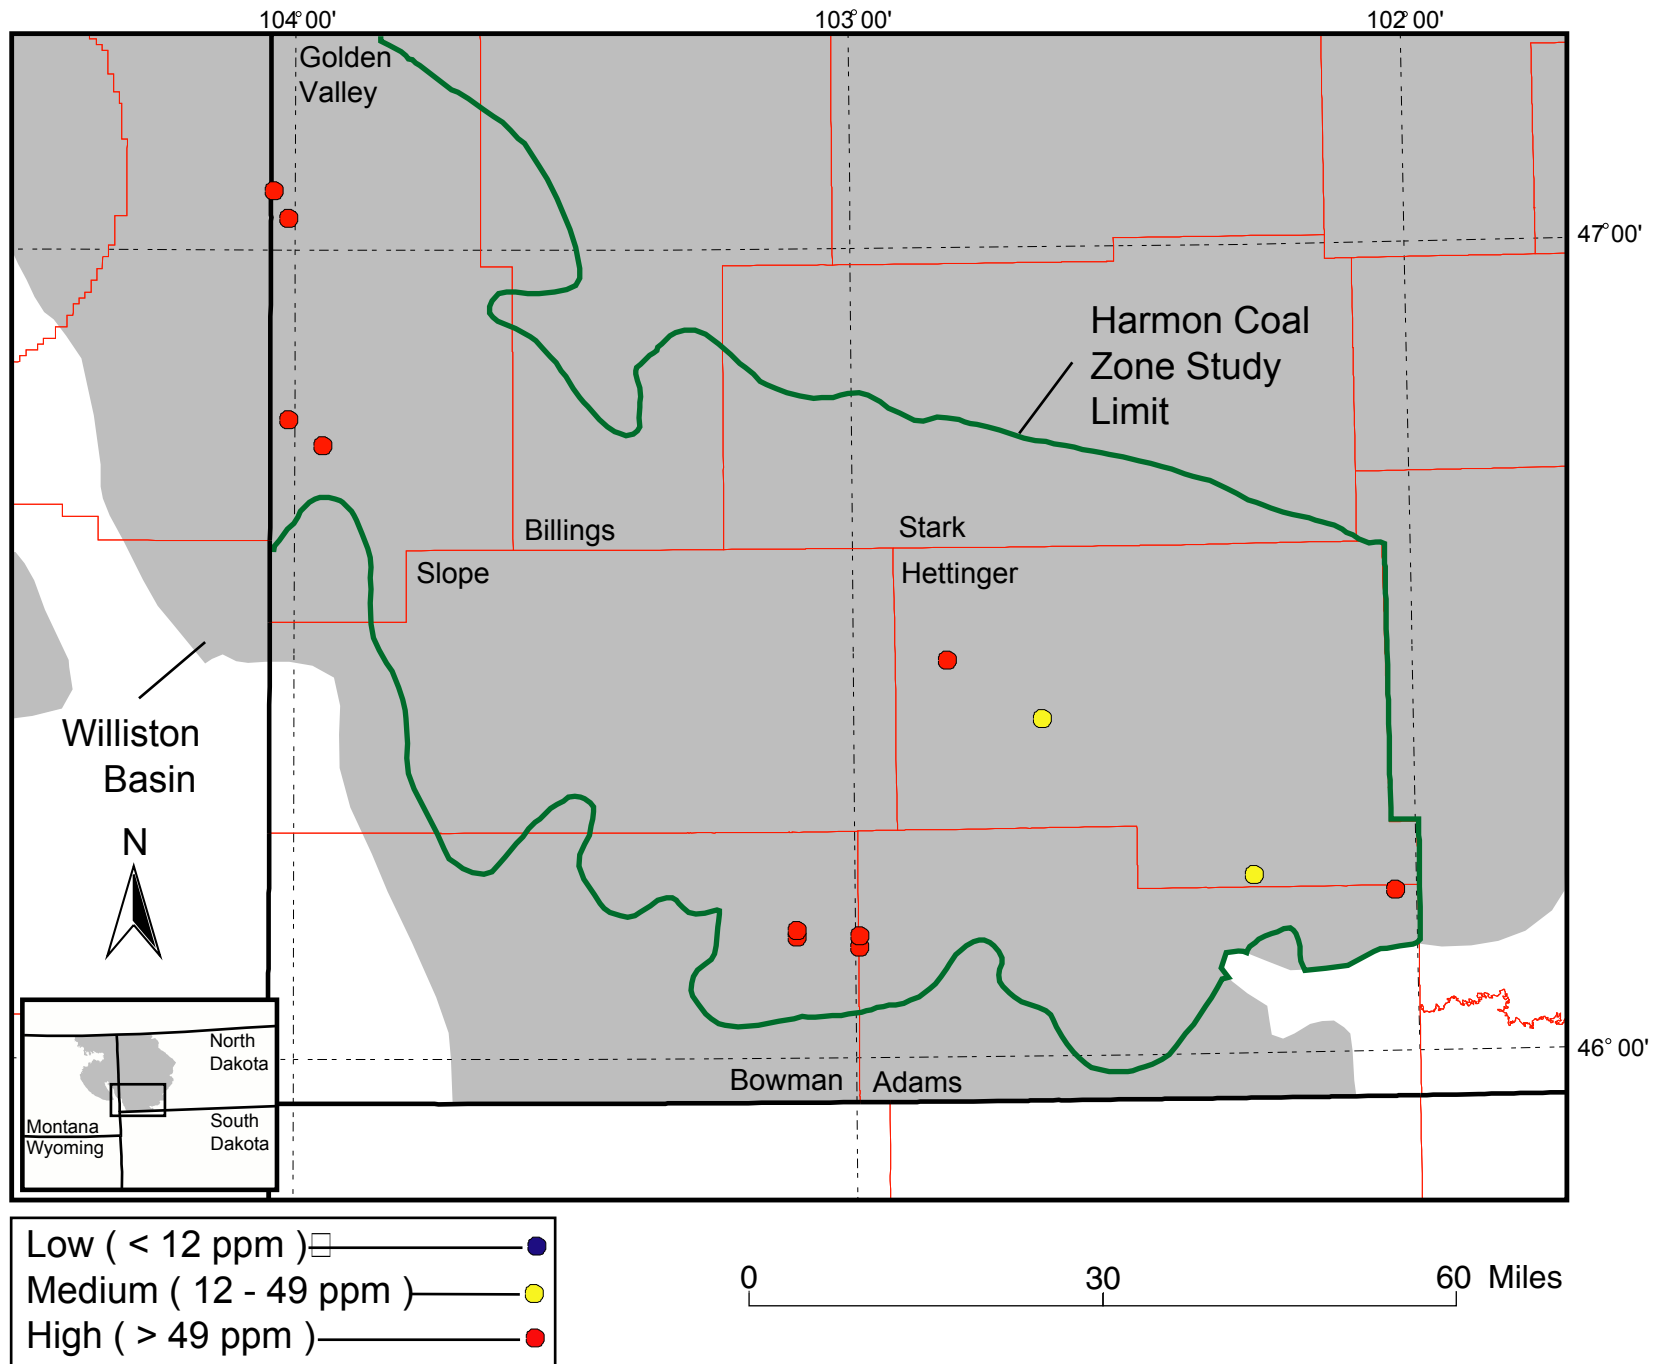 104°00'
103°00'
102°00'
Golden
Valley
47°00'
Harmon Coal
Zone Study
Limit
Billings
Stark
Slope
Hettinger
Williston
Basin
N
46°00'
Bowman
Adams
North
Dakota
South
Dakota
Montana
Wyoming
Low ( < 12 ppm )
Medium ( 12 - 49 ppm )
High ( > 49 ppm )
0 30 60 Miles